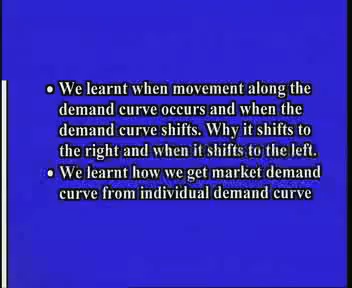 • We learnt when movement along the
demand curve occurs and when the
demand curve shifts. Why it shifts to
the right and when it shifts to the left.
• We learnt how we get market demand
curve from individual demand curve